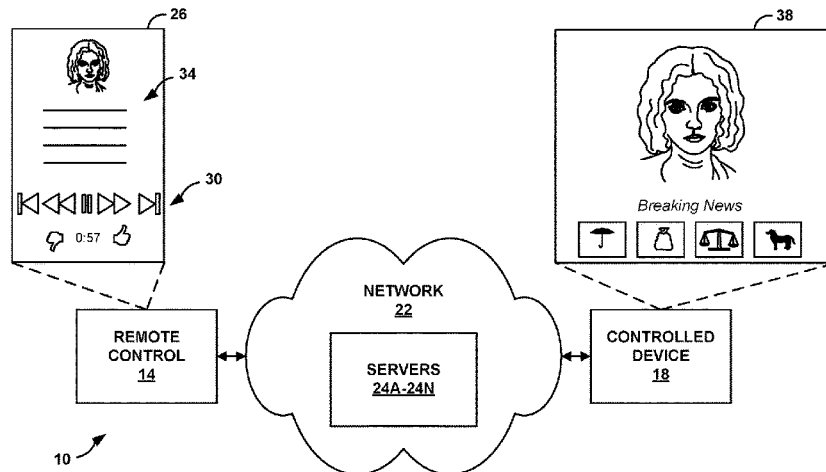 26
38
34
30
0:57
Breaking News
NETWORK
22
REMOTE
CONTROL
14
SERVERS
24A-24N
CONTROLLED
DEVICE
18
10